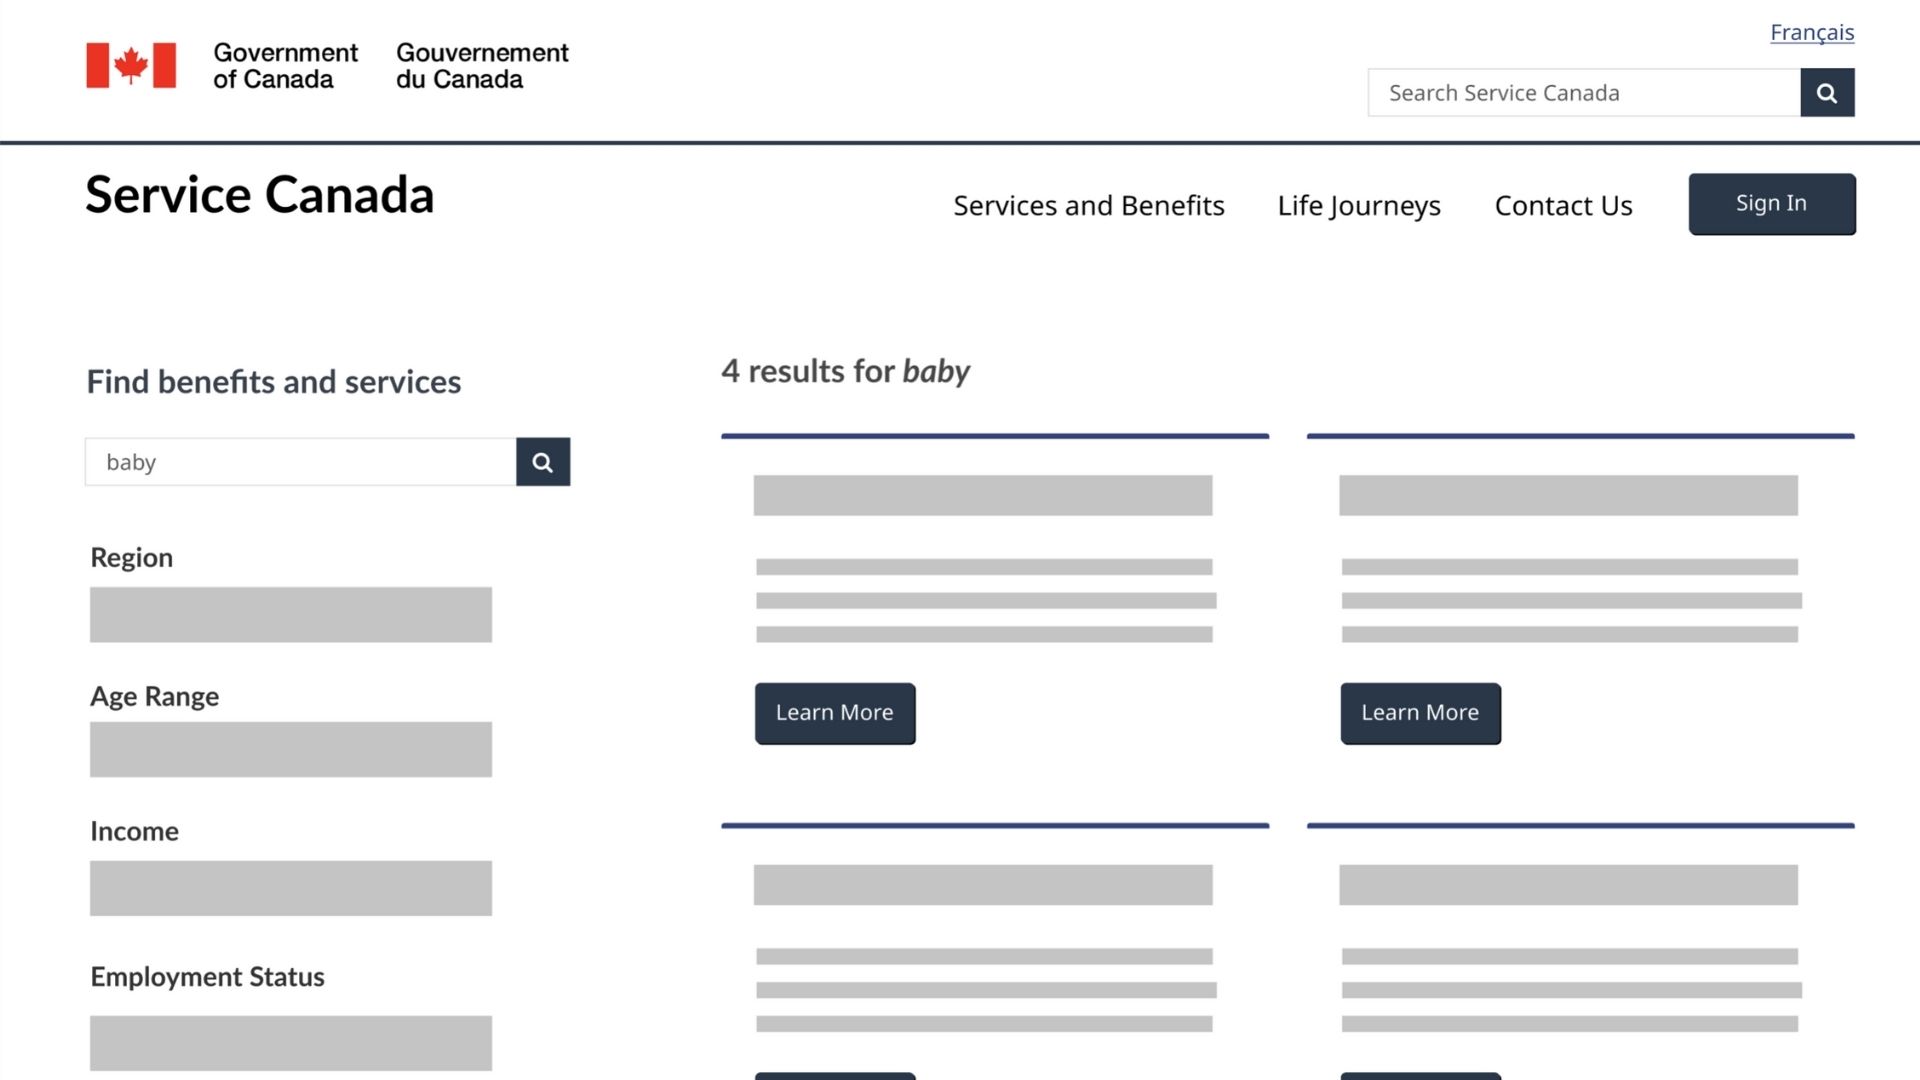 Français
Government
of Canada
Gouvernement
du Canada
Search Service Canada
Service Canada
Services and Benefits
Life Journeys
Contact Us
Sign In
Find benefits and services
baby
Region
Age Range
Income
Employment Status
4 results for baby
Learn More
Learn More